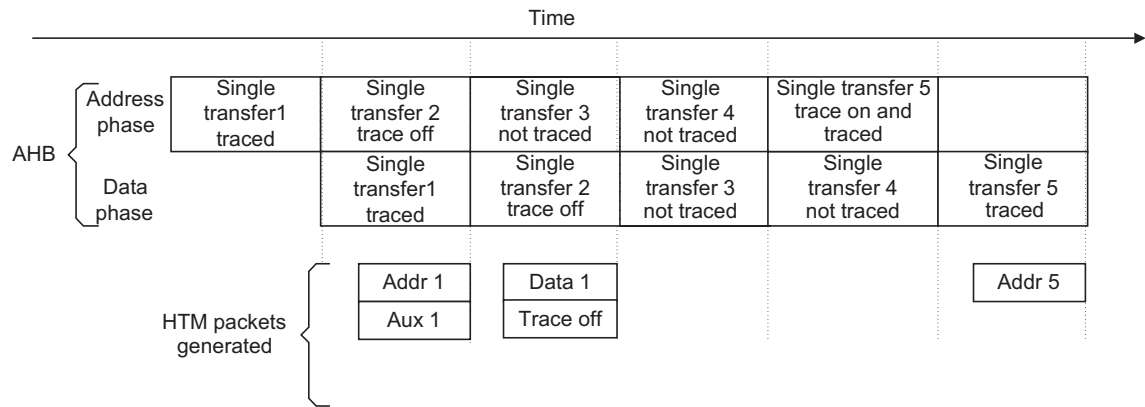 Time
AHB
Address
phase
Single
transfer1
traced
Single
transfer 2
trace off
Single
transfer 3
not traced
Single
transfer 4
not traced
Single transfer 5
trace on and
traced
Data
phase
Single
transfer1
traced
Single
transfer 2
trace off
Single
transfer 3
not traced
Single
transfer 4
not traced
Single
transfer 5
traced
HTM packets
generated
Addr 1
Aux 1
Data 1
Trace off
Addr 5